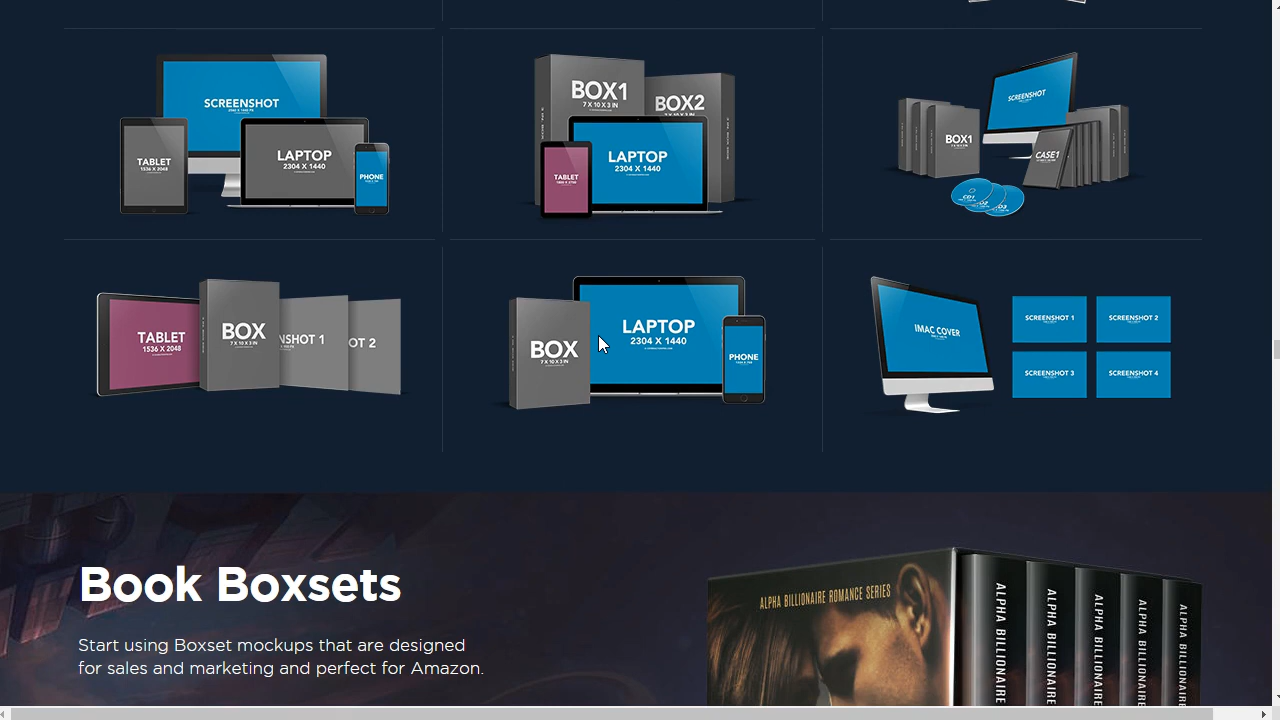 SCREENSHOT
TABLET
1536 X 2048
LAPTOP
2304 X 1440
PHONE
BOX1
7 X 10 X 3 IN
BOX2
LAPTOP
2304 X 1440
TABLET
SCREENSHOT
BOX1
CASE1
CD1
TABLET
1536 X 2048
BOX
7 X 10 X 3 IN
NSHOT 1
OT 2
BOX
7 X 10 X 3 IN
LAPTOP
2304 X 1440
PHONE
IMAC COVER
SCREENSHOT 1
SCREENSHOT 2
SCREENSHOT 3
SCREENSHOT 4
Book Boxsets
Start using Boxset mockups that are designed
for sales and marketing and perfect for Amazon.
ALPHA BILLIONAIRE ROMANCE SERIES
ALPHA BILLIONAIRE
ALPHA BILLIONAIRE
ALPHA BILLIONAIRE
ALPHA BILLIONAIRE
ALPHA BILLIONAIRE